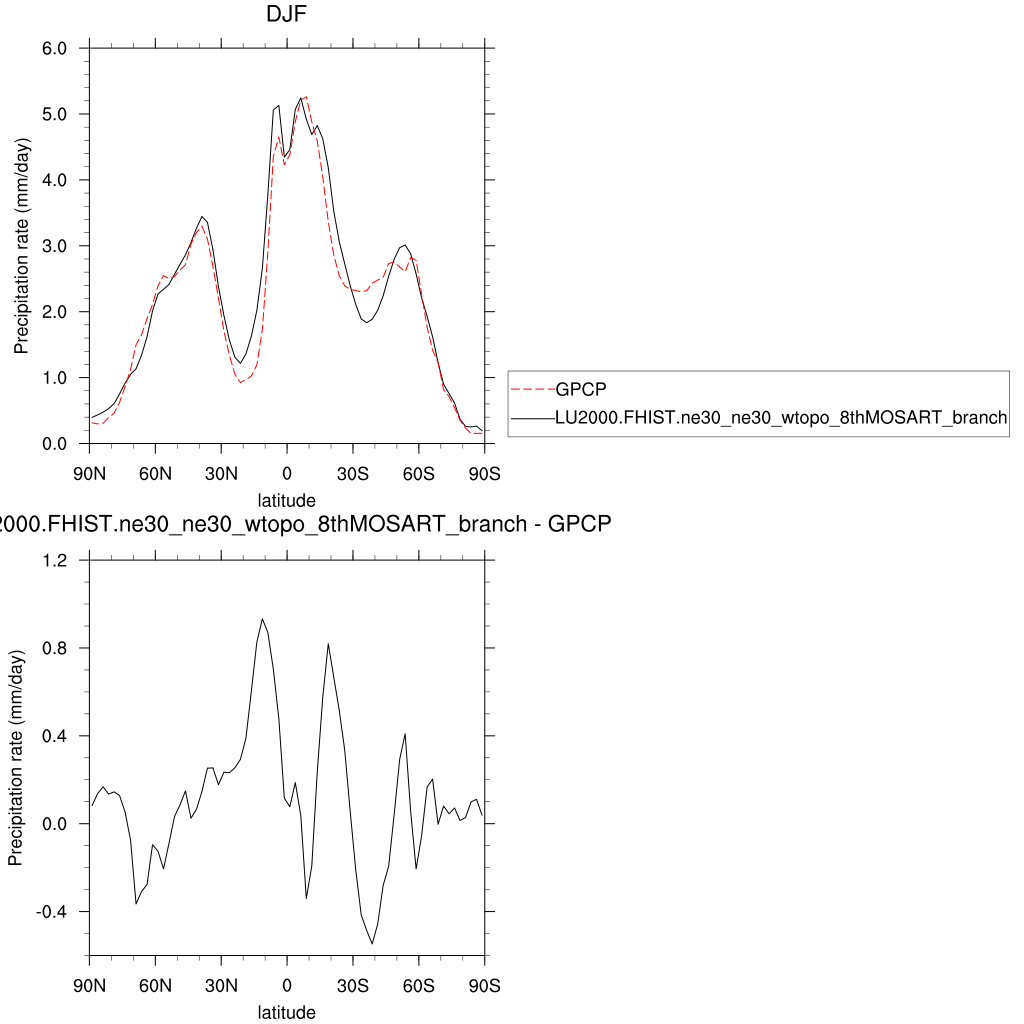 DJF
6.0
5.0
4.0
3.0
2.0
1.0
0.0
Precipitation rate (mm/day)
90N 60N 30N 0 30S 60S 90S
latitude
GPCP
LU2000.FHIST.ne30_ne30_wtopo_8thMOSART_branch
2000.FHIST.ne30_ne30_wtopo_8thMOSART_branch - GPCP
1.2
0.8
0.4
0.0
-0.4
Precipitation rate (mm/day)
90N 60N 30N 0 30S 60S 90S
latitude